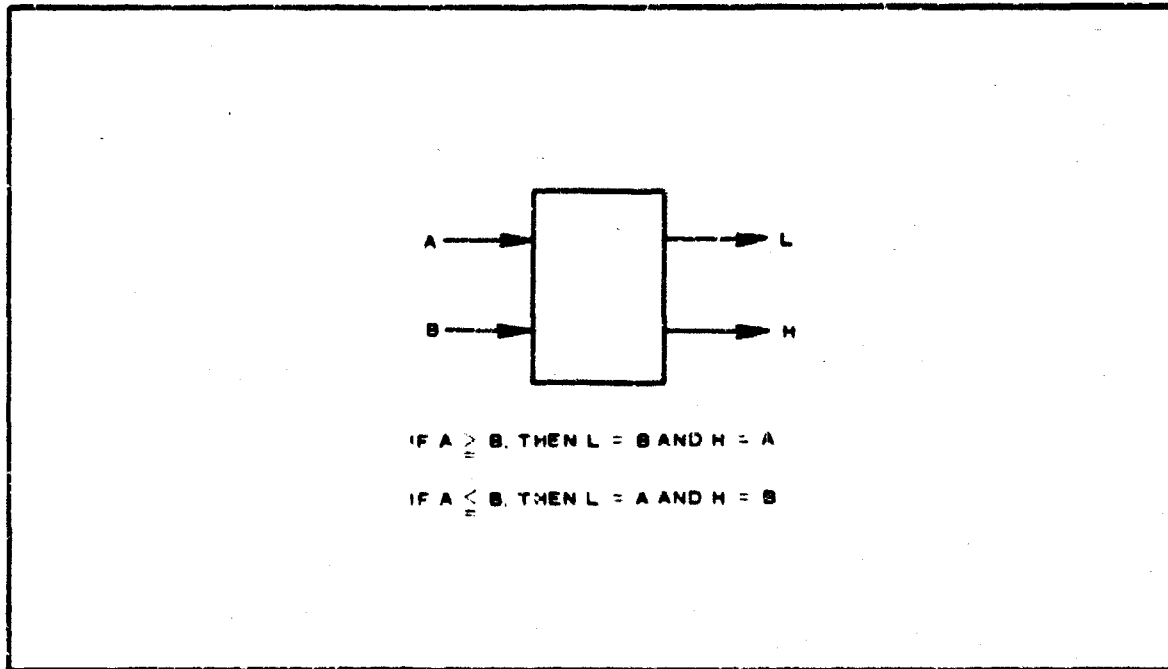 A L
B H
IF A ≧ B, THEN L = B AND H = A
IF A ≦ B, THEN L = A AND H = B